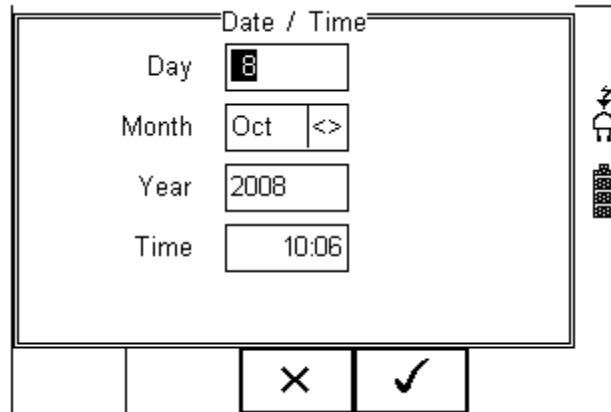 Date / Time
Day 8
Month Oct <>
Year 2008
Time 10:06